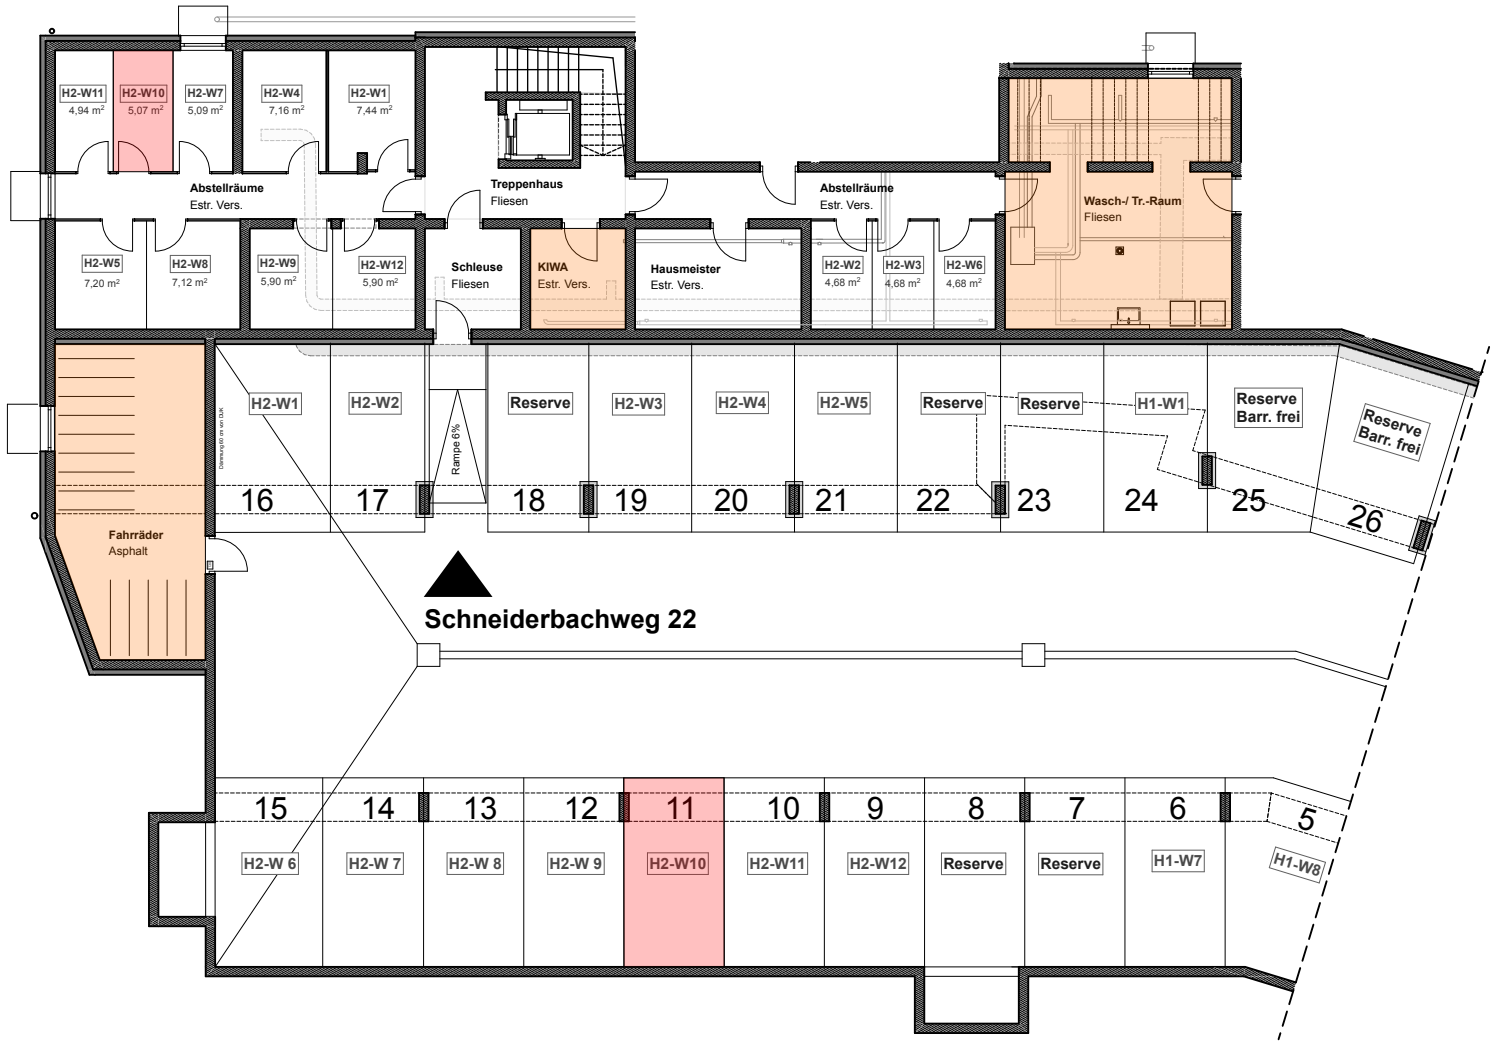 H2-W11
4,94 m²
H2-W10
5,07 m²
H2-W7
5,09 m²
H2-W4
7,16 m²
H2-W1
7,44 m²
Abstellräume
Estr. Vers.
Treppenhaus
Fliesen
Abstellräume
Estr. Vers.
Wasch-/ Tr.-Raum
Fliesen
H2-W5
7,20 m²
H2-W8
7,12 m²
H2-W9
5,90 m²
H2-W12
5,90 m²
Schleuse
Fliesen
KIWA
Estr. Vers.
Hausmeister
Estr. Vers.
H2-W2
4,68 m²
H2-W3
4,68 m²
H2-W6
4,68 m²
H2-W1
H2-W2
Rampe 6%
Reserve
H2-W3
H2-W4
H2-W5
Reserve
Reserve
H1-W1
Reserve
Barr. frei
Reserve
Barr. frei
16
17
18
19
20
21
22
23
24
25
26
Fahrräder
Asphalt
Schneiderbachweg 22
15
14
13
12
11
10
9
8
7
6
5
H2-W 6
H2-W 7
H2-W 8
H2-W 9
H2-W10
H2-W11
H2-W12
Reserve
Reserve
H1-W7
H1-W8